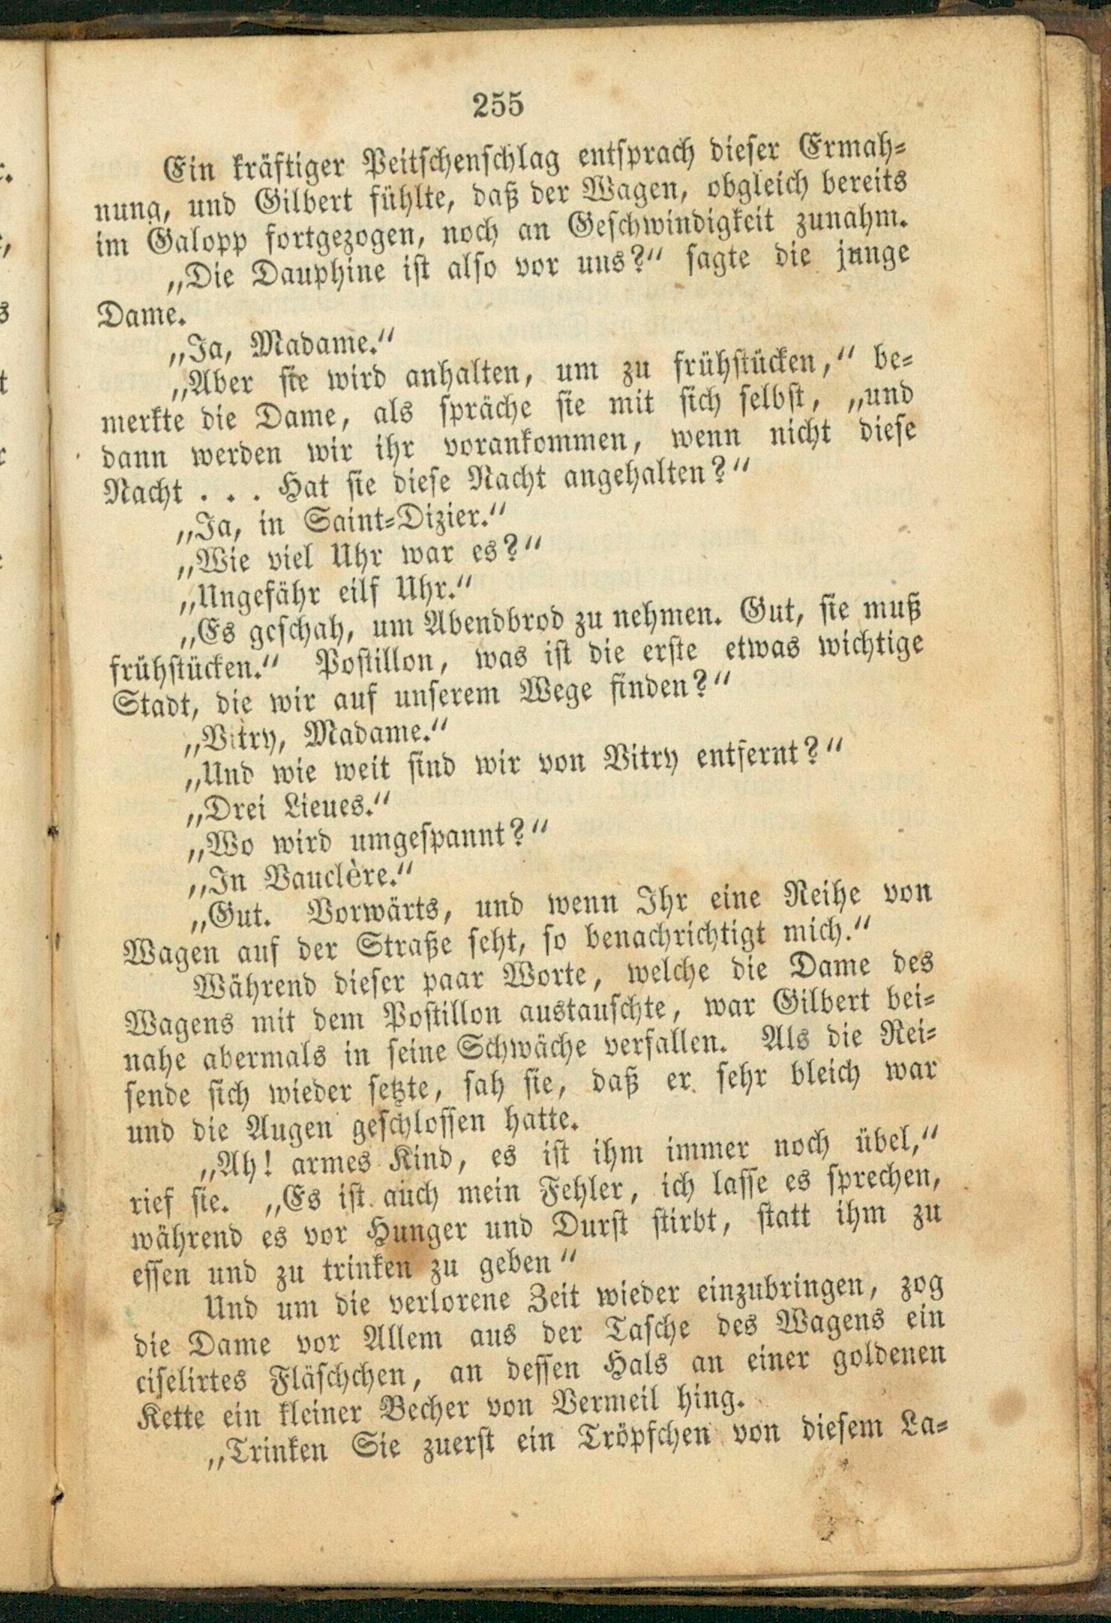 255
Ein kräftiger Peitschenschlag entsprach dieser Ermah-
nung, und Gilbert fühlte, daß der Wagen, obgleich bereits
im Galopp fortgezogen, noch an Geschwindigkeit zunahm.
„Die Dauphine ist also vor uns?“ sagte die junge
Dame.
„Ja, Madame.“
„Aber sie wird anhalten, um zu frühstücken,“ be-
merkte die Dame, als spräche sie mit sich selbst, „und
dann werden wir ihr vorankommen, wenn nicht diese
Nacht . . . Hat sie diese Nacht angehalten?“
„Ja, in Saint-Dizier.“
„Wie viel Uhr war es?“
„Ungefähr eilf Uhr.“
„Es geschah, um Abendbrod zu nehmen. Gut, sie muß
frühstücken.“ Postillon, was ist die erste etwas wichtige
Stadt, die wir auf unserem Wege finden?“
„Vitry, Madame.“
„Und wie weit sind wir von Vitry entfernt?“
„Drei Lieues.“
„Wo wird umgespannt?“
„In Vauclère.“
„Gut. Vorwärts, und wenn Ihr eine Reihe von
Wagen auf der Straße seht, so benachrichtigt mich.“
Während dieser paar Worte, welche die Dame des
Wagens mit dem Postillon austauschte, war Gilbert bei-
nahe abermals in seine Schwäche verfallen. Als die Rei-
sende sich wieder setzte, sah sie, daß er sehr bleich war
und die Augen geschlossen hatte.
„Ah! armes Kind, es ist ihm immer noch übel,“
rief sie. „Es ist auch mein Fehler, ich lasse es sprechen,
während es vor Hunger und Durst stirbt, statt ihm zu
essen und zu trinken zu geben“
Und um die verlorene Zeit wieder einzubringen, zog
die Dame vor Allem aus der Tasche des Wagens ein
ciselirtes Fläschchen, an dessen Hals an einer goldenen
Kette ein kleiner Becher von Vermeil hing.
„Trinken Sie zuerst ein Tröpfchen von diesem La-